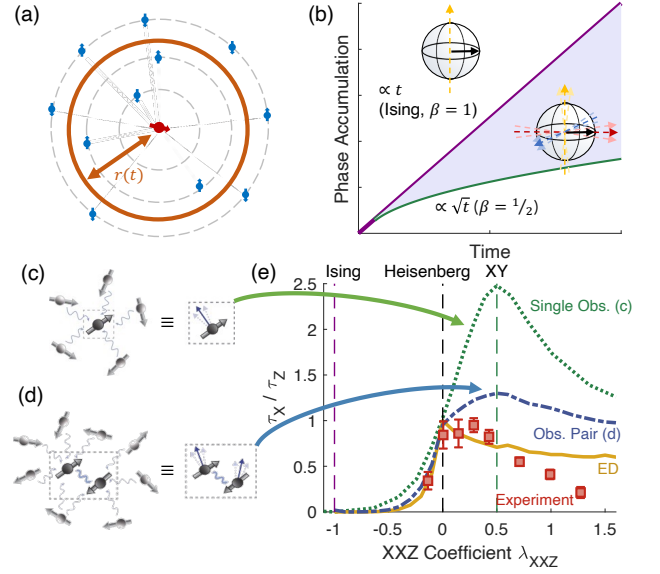 (a)
r(t)
(b)
Phase Accumulation
∝ t
(Ising, β = 1)
∝ √t (β = 1/2)
Time
(c)
≡
(d)
≡
(e)
Ising
Heisenberg
XY
Single Obs. (c)
Obs. Pair (d)
ED
Experiment
τX / τZ
2.5
2
1.5
1
0.5
0
-1
-0.5
0
0.5
1
1.5
XXZ Coefficient λXXZ